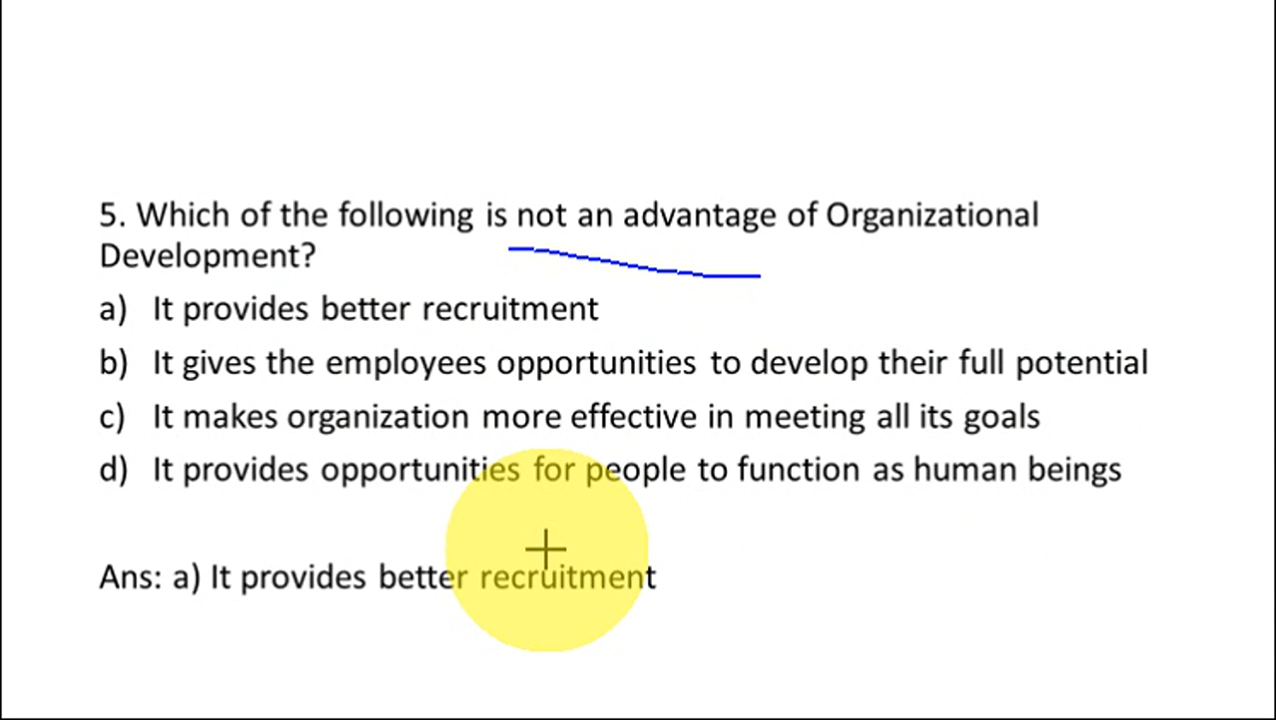 5. Which of the following is not an advantage of Organizational
Development?
a) It provides better recruitment
b) It gives the employees opportunities to develop their full potential
c) It makes organization more effective in meeting all its goals
d) It provides opportunities for people to function as human beings
Ans: a) It provides better recruitment